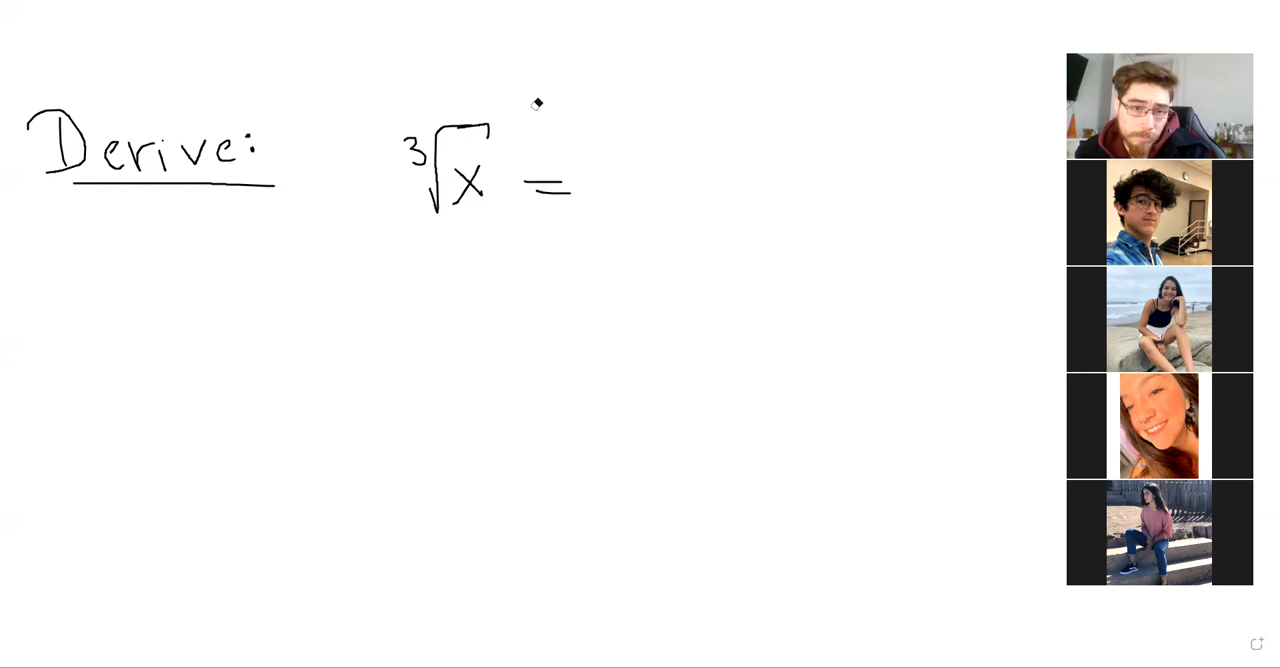 Derive: ∛x =